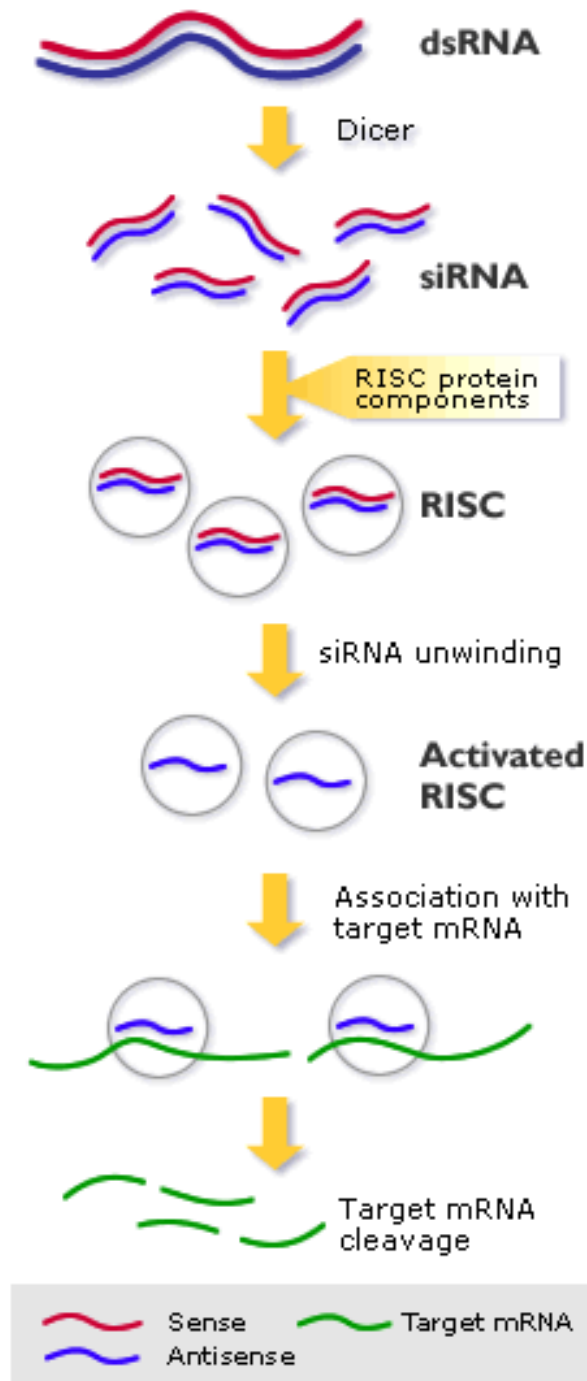 dsRNA
Dicer
siRNA
RISC protein
components
RISC
siRNA unwinding
Activated
RISC
Association with
target mRNA
Target mRNA
cleavage
Sense
Target mRNA
Antisense